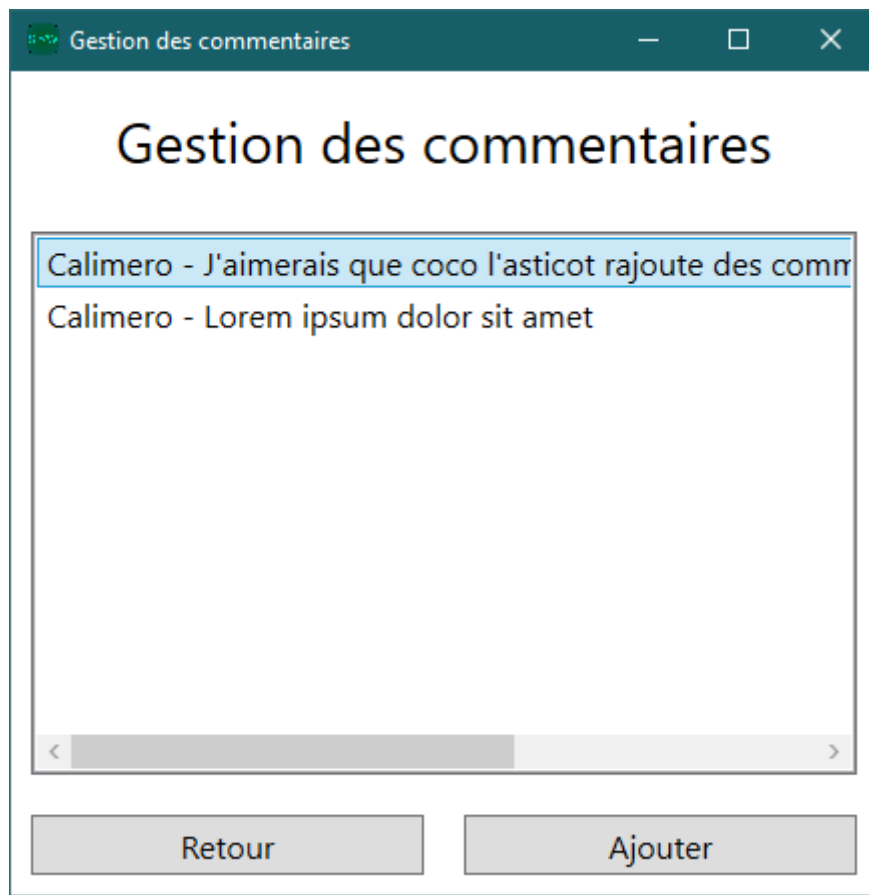 Gestion des commentaires
Gestion des commentaires
Calimero - J'aimerais que coco l'asticot rajoute des comm
Calimero - Lorem ipsum dolor sit amet
Retour
Ajouter